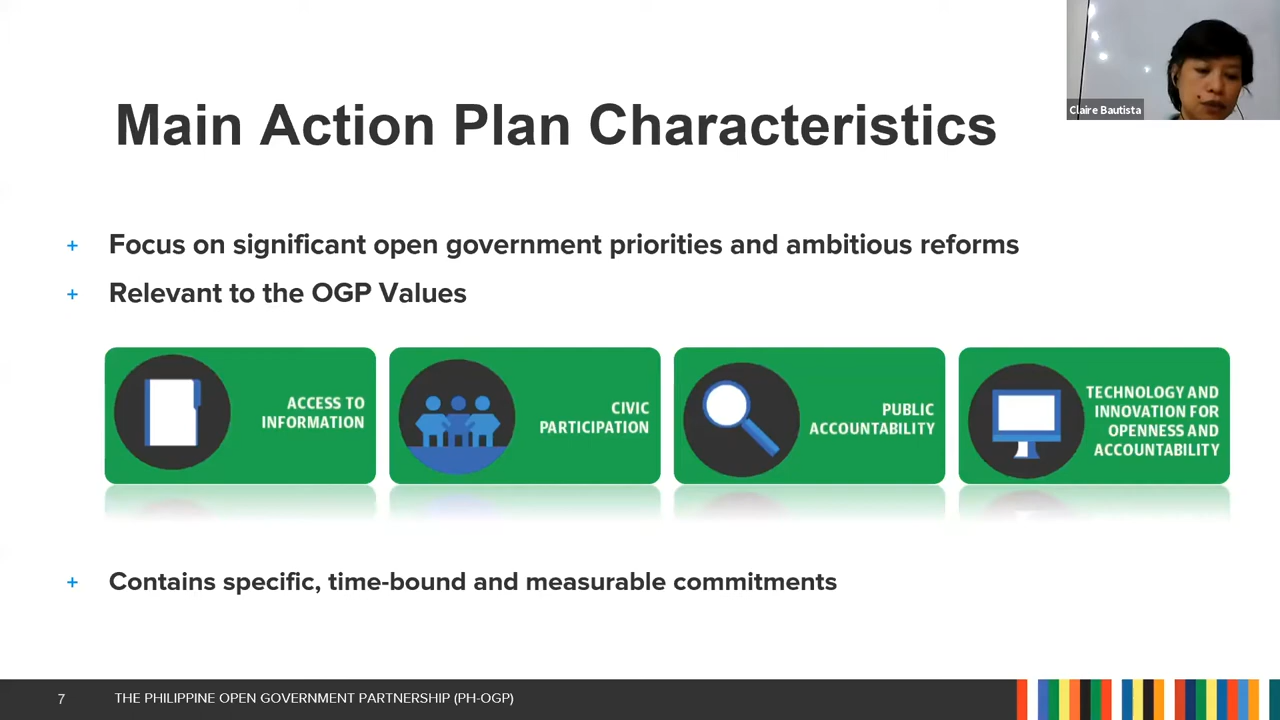 Main Action Plan Characteristics
Claire Bautista
+ Focus on significant open government priorities and ambitious reforms
+ Relevant to the OGP Values
ACCESS TO
INFORMATION
CIVIC
PARTICIPATION
PUBLIC
ACCOUNTABILITY
TECHNOLOGY AND
INNOVATION FOR
OPENNESS AND
ACCOUNTABILITY
+ Contains specific, time-bound and measurable commitments
7 THE PHILIPPINE OPEN GOVERNMENT PARTNERSHIP (PH-OGP)